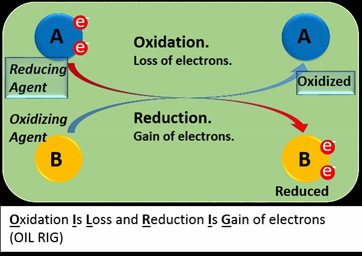 A
e
e
Oxidation.
Loss of electrons.
A
Reducing
Agent
Oxidized
Oxidizing
Agent
Reduction.
Gain of electrons.
B
B
e
e
Reduced
Oxidation Is Loss and Reduction Is Gain of electrons
(OIL RIG)